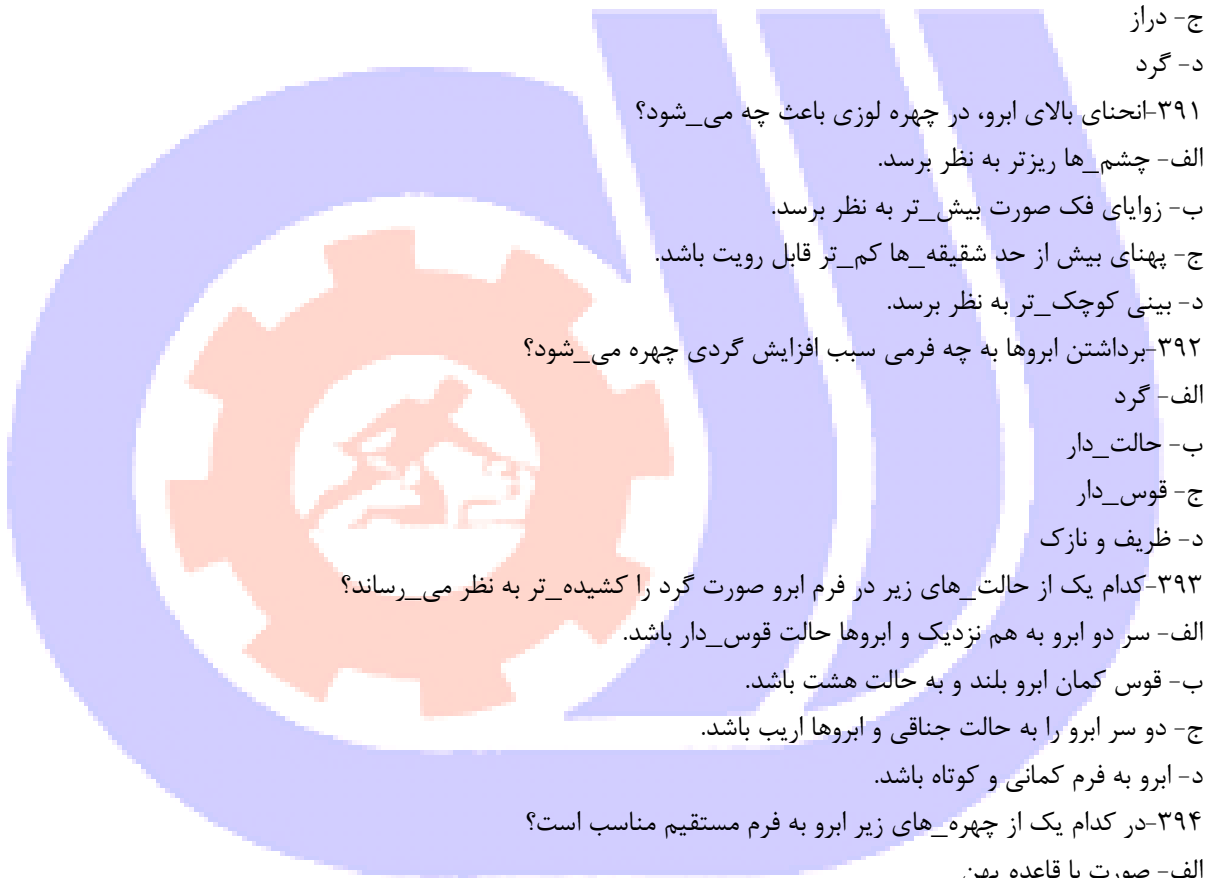 ج- دراز
د- گرد
۳۹۱-انحنای بالای ابرو، در چهره لوزی باعث چه می_شود؟
الف- چشم_ها ریزتر به نظر برسد.
ب- زوایای فک صورت بیش_تر به نظر برسد.
ج- پهنای بیش از حد شقیقه_ها کم_تر قابل رویت باشد.
د- بینی کوچک_تر به نظر برسد.
۳۹۲-برداشتن ابروها به چه فرمی سبب افزایش گردی چهره می_شود؟
الف- گرد
ب- حالت_دار
ج- قوس_دار
د- ظریف و نازک
۳۹۳-کدام یک از حالت_های زیر در فرم ابرو صورت گرد را کشیده_تر به نظر می_رساند؟
الف- سر دو ابرو به هم نزدیک و ابروها حالت قوس_دار باشد.
ب- قوس کمان ابرو بلند و به حالت هشت باشد.
ج- دو سر ابرو را به حالت جناقی و ابروها اریب باشد.
د- ابرو به فرم کمانی و کوتاه باشد.
۳۹۴-در کدام یک از چهره_های زیر ابرو به فرم مستقیم مناسب است؟
الف- صورت با قاعده پهن